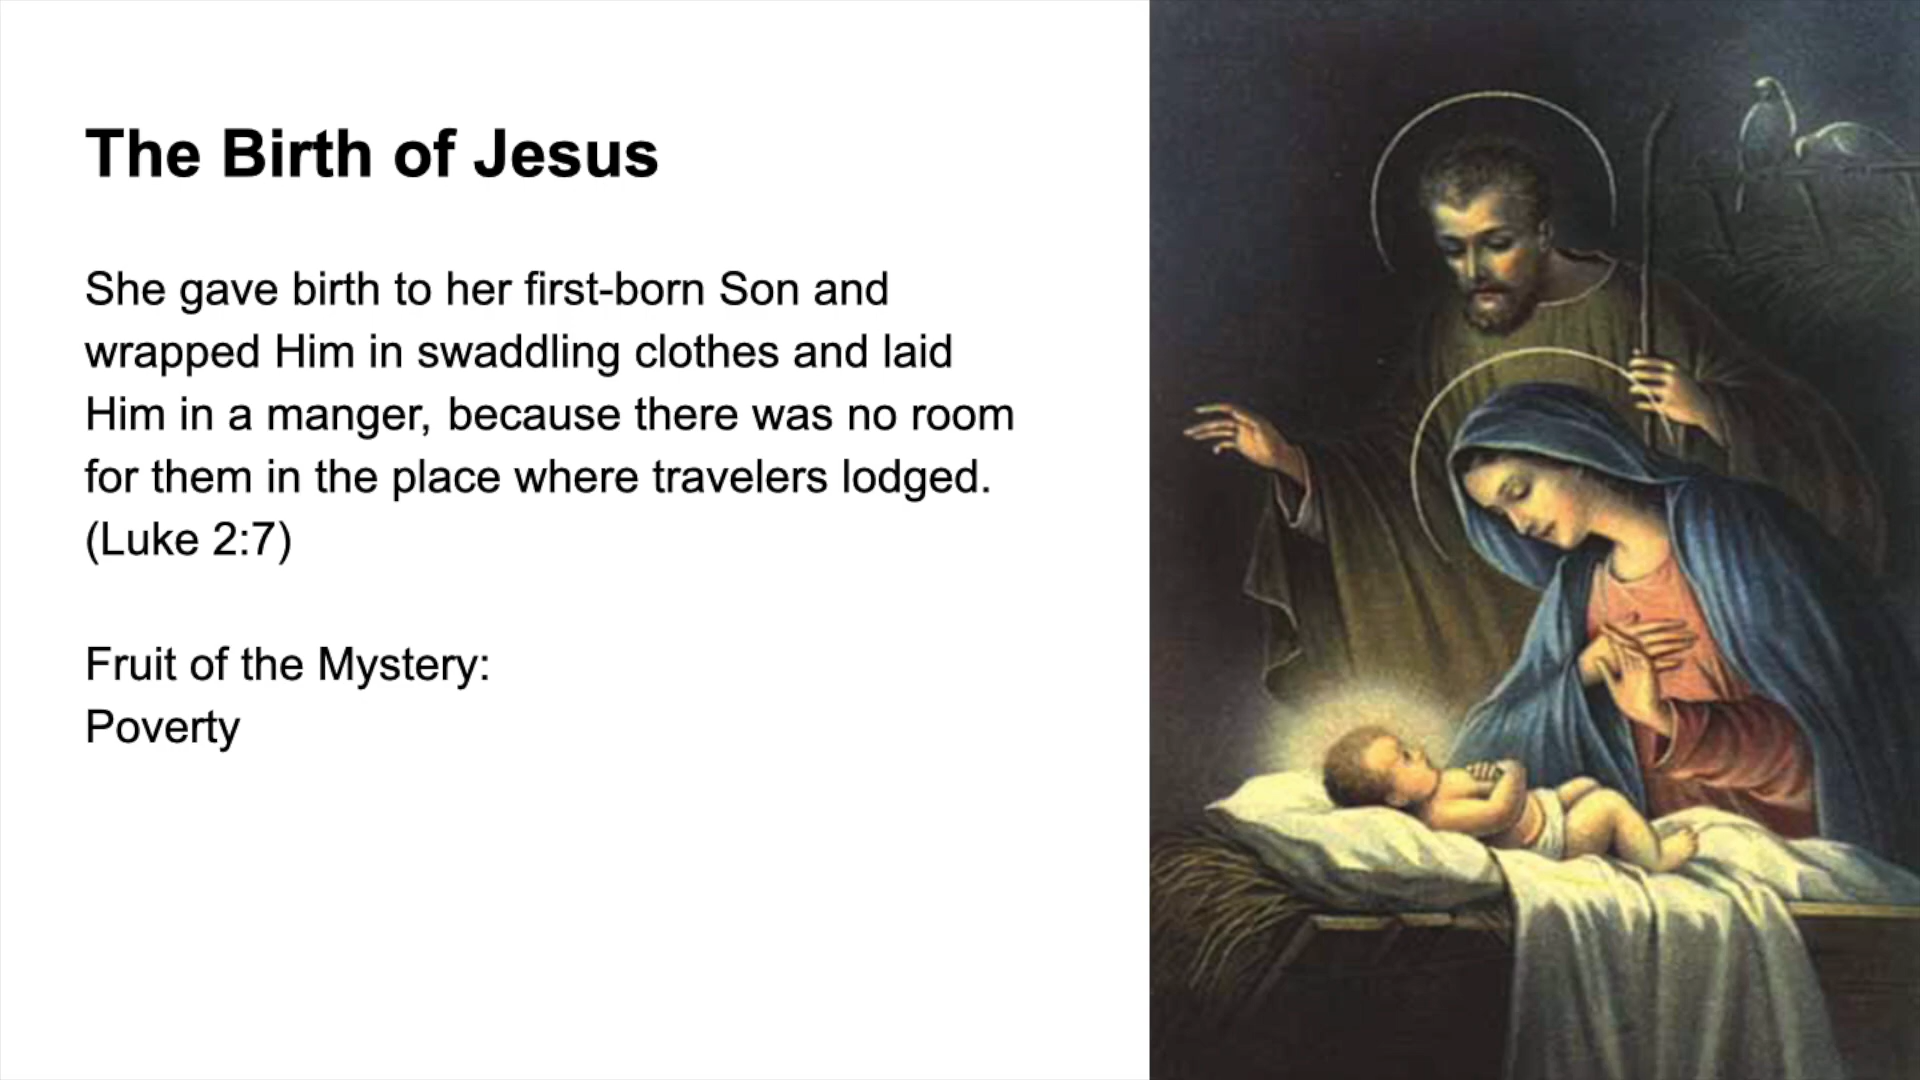 The Birth of Jesus
She gave birth to her first-born Son and
wrapped Him in swaddling clothes and laid
Him in a manger, because there was no room
for them in the place where travelers lodged.
(Luke 2:7)
Fruit of the Mystery:
Poverty